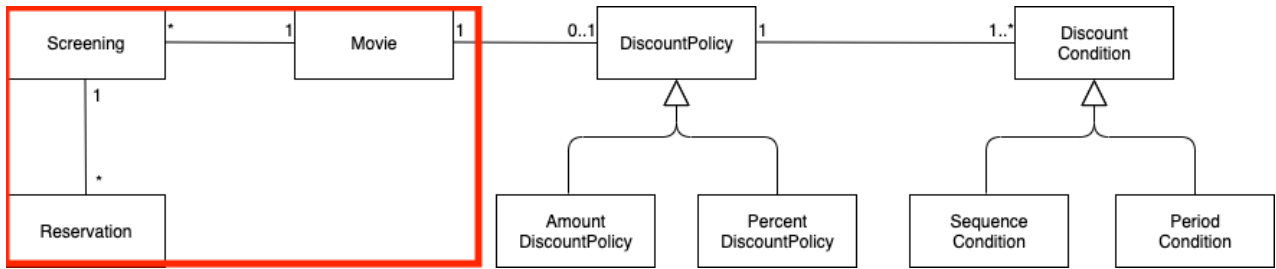 Screening
*
1
Movie
1
0..1
DiscountPolicy
1
1..*
Discount
Condition
1
*
Reservation
Amount
DiscountPolicy
Percent
DiscountPolicy
Sequence
Condition
Period
Condition